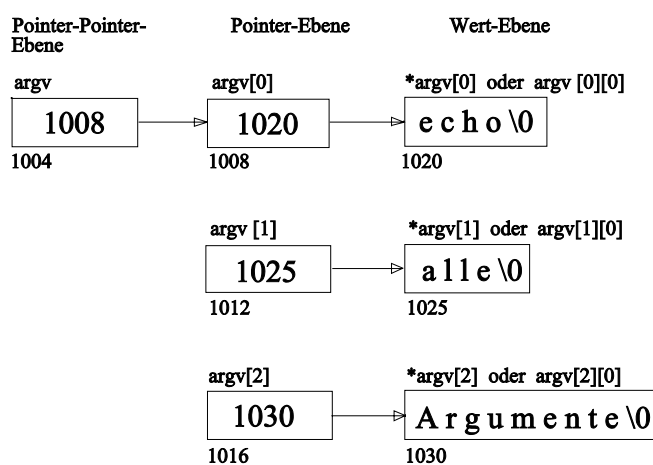 Pointer-Pointer-
Ebene
Pointer-Ebene
Wert-Ebene
argv
argv[0]
*argv[0] oder argv [0][0]
1008
1020
e c h o \0
1004
1008
1020
argv [1]
*argv[1] oder argv[1][0]
1025
a l l e \0
1012
1025
argv[2]
*argv[2] oder argv[2][0]
1030
A r g u m e n t e \0
1016
1030